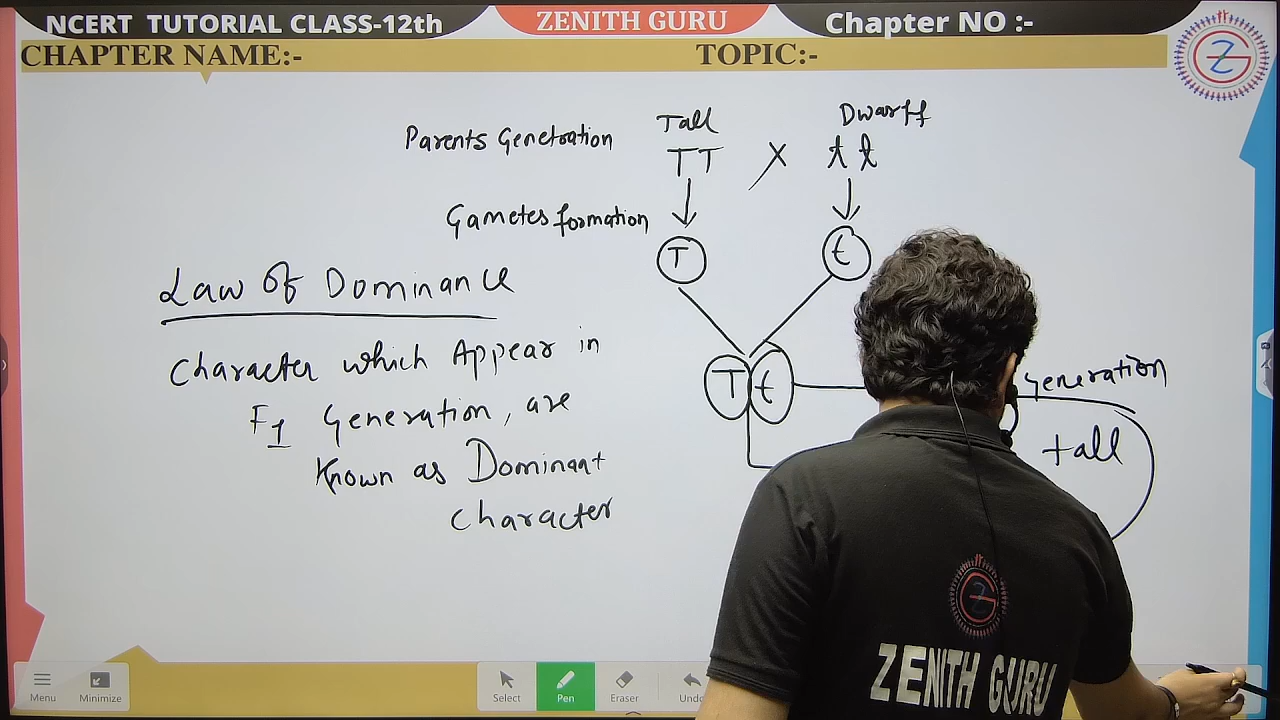 NCERT TUTORIAL CLASS-12th
ZENITH GURU
Chapter NO :-
CHAPTER NAME:-
TOPIC:-
Tall
Dwarff
Parents Genetration
TT X tt
Gametes formation
T t
Law Of Dominance
Character which Appear in
F1 Generation, are
Known as Dominant
Character
T t
Generation
tall
ZENITH GURU
Menu
Minimize
Select
Pen
Eraser
Undo